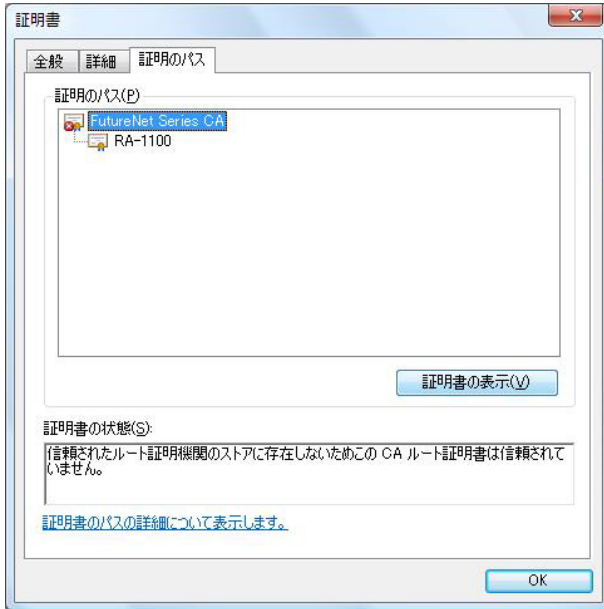 証明書
全般 詳細 証明のパス
証明のパス(P)
FutureNet Series CA
RA-1100
証明書の表示(V)
証明書の状態(S):
信頼されたルート証明機関のストアに存在しないためこの CA ルート証明書は信頼されて
いません。
証明書のパスの詳細について表示します。
OK